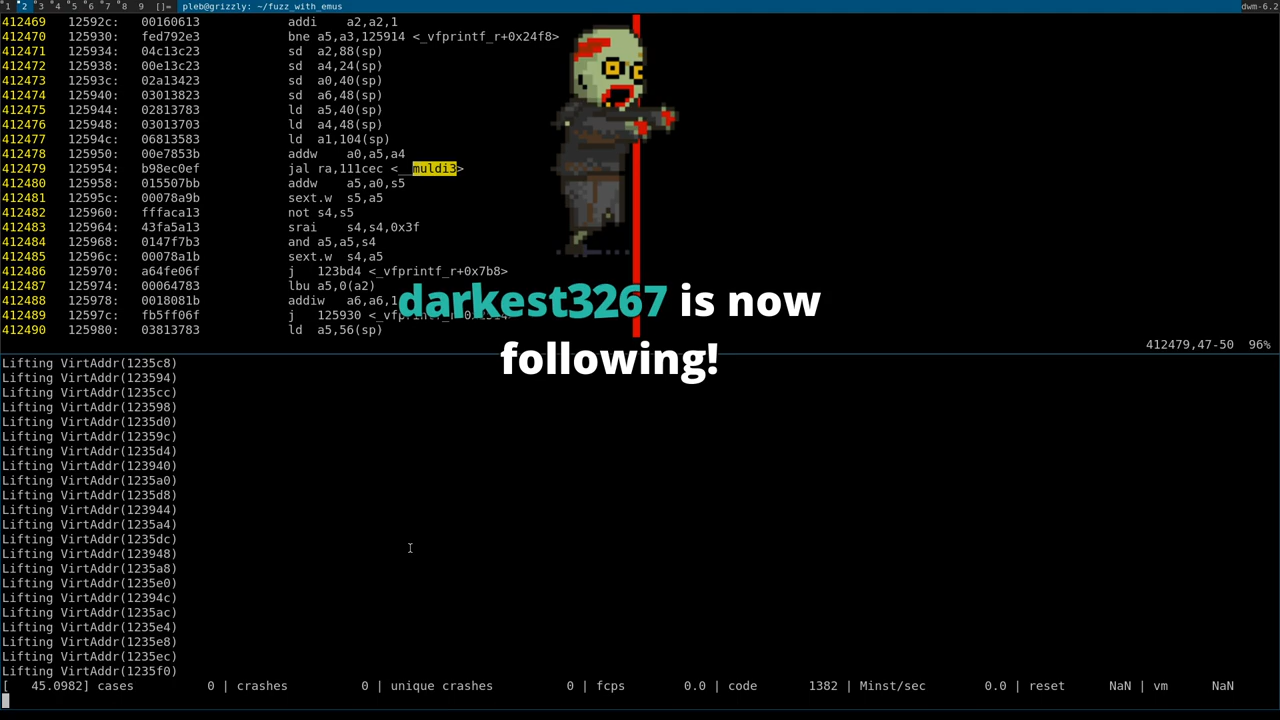 1 2 3 4 5 6 7 8 9 []= pleb@grizzly: ~/fuzz_with_emus dwm-6.2
412469 12592c: 00160613 addi a2,a2,1
412470 125930: fed792e3 bne a5,a3,125914 <_vfprintf_r+0x24f8>
412471 125934: 04c13c23 sd a2,88(sp)
412472 125938: 00e13c23 sd a4,24(sp)
412473 12593c: 02a13423 sd a0,40(sp)
412474 125940: 03013823 sd a6,48(sp)
412475 125944: 02813783 ld a5,40(sp)
412476 125948: 03013703 ld a4,48(sp)
412477 12594c: 06813583 ld a1,104(sp)
412478 125950: 00e7853b addw a0,a5,a4
412479 125954: b98ec0ef jal ra,111cec <__muldi3>
412480 125958: 015507bb addw a5,a0,s5
412481 12595c: 00078a9b sext.w s5,a5
412482 125960: fffaca13 not s4,s5
412483 125964: 43fa5a13 srai s4,s4,0x3f
412484 125968: 0147f7b3 and a5,a5,s4
412485 12596c: 00078a1b sext.w s4,a5
412486 125970: a64fe06f j 123bd4 <_vfprintf_r+0x7b8>
412487 125974: 00064783 lbu a5,0(a2)
412488 125978: 0018081b addiw a6,a6,1
412489 12597c: fb5ff06f j 125930
412490 125980: 03813783 ld a5,56(sp)
darkest3267 is now
following!
412479,47-50 96%
Lifting VirtAddr(1235c8)
Lifting VirtAddr(123594)
Lifting VirtAddr(1235cc)
Lifting VirtAddr(123598)
Lifting VirtAddr(1235d0)
Lifting VirtAddr(12359c)
Lifting VirtAddr(1235d4)
Lifting VirtAddr(123940)
Lifting VirtAddr(1235a0)
Lifting VirtAddr(1235d8)
Lifting VirtAddr(123944)
Lifting VirtAddr(1235a4)
Lifting VirtAddr(1235dc)
Lifting VirtAddr(123948)
Lifting VirtAddr(1235a8)
Lifting VirtAddr(1235e0)
Lifting VirtAddr(12394c)
Lifting VirtAddr(1235ac)
Lifting VirtAddr(1235e4)
Lifting VirtAddr(1235e8)
Lifting VirtAddr(1235ec)
Lifting VirtAddr(1235f0)
[ 45.0982] cases 0 | crashes 0 | unique crashes 0 | fcps 0.0 | code 1382 | Minst/sec 0.0 | reset NaN | vm NaN